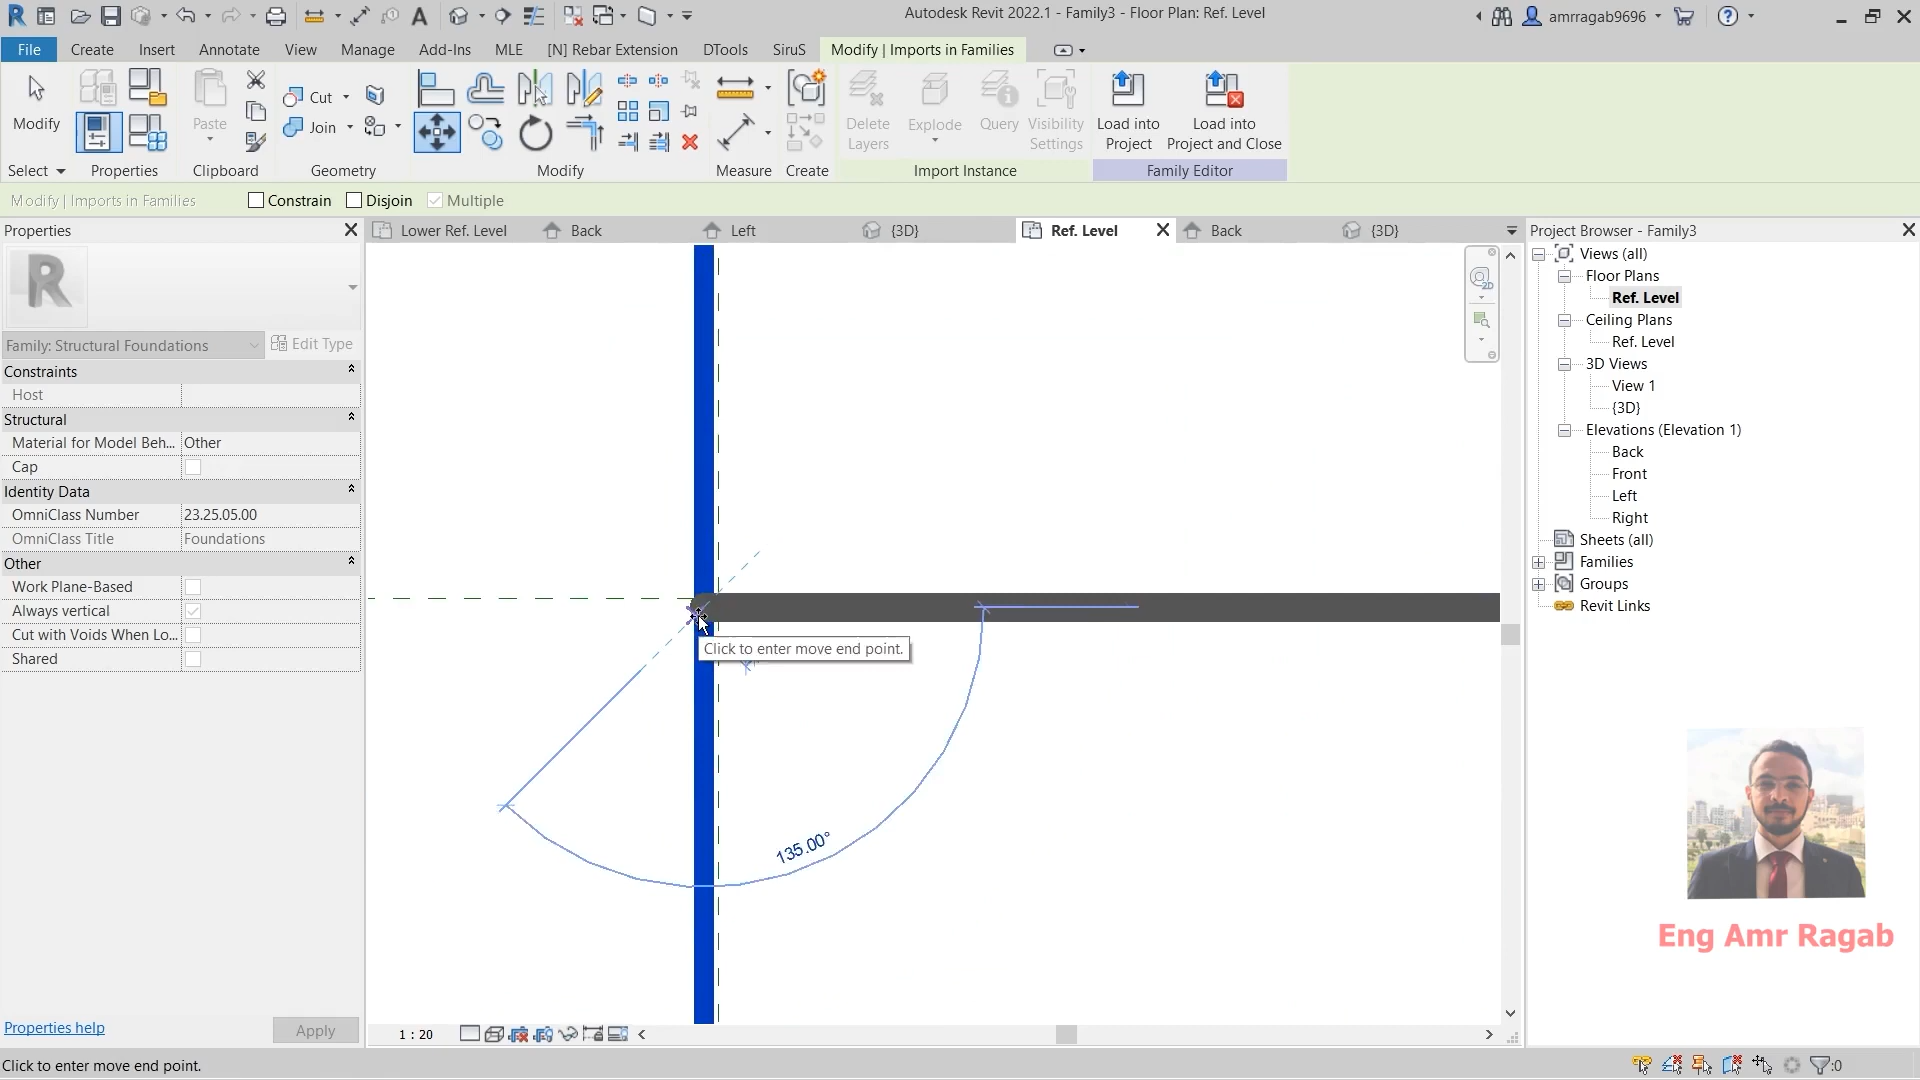 Autodesk Revit 2022.1 - Family3 - Floor Plan: Ref. Level
amrragab9696
File Create Insert Annotate View Manage Add-Ins MLE [N] Rebar Extension DTools SiruS Modify | Imports in Families
Modify
Paste
Cut
Join
Delete Layers
Explode
Query
Visibility Settings
Load into Project
Load into Project and Close
Select Properties Clipboard Geometry Modify Measure Create Import Instance Family Editor
Modify | Imports in Families Constrain Disjoin Multiple
Properties
Lower Ref. Level Back Left {3D} Ref. Level Back {3D}
Project Browser - Family3
R
Family: Structural Foundations Edit Type
Constraints
Host
Structural
Material for Model Beh... Other
Cap
Identity Data
OmniClass Number 23.25.05.00
OmniClass Title Foundations
Other
Work Plane-Based
Always vertical
Cut with Voids When Lo...
Shared
Properties help Apply
2D
Click to enter move end point.
135.00°
Views (all)
Floor Plans
Ref. Level
Ceiling Plans
Ref. Level
3D Views
View 1
{3D}
Elevations (Elevation 1)
Back
Front
Left
Right
Sheets (all)
Families
Groups
Revit Links
Eng Amr Ragab
1 : 20
Click to enter move end point.
:0